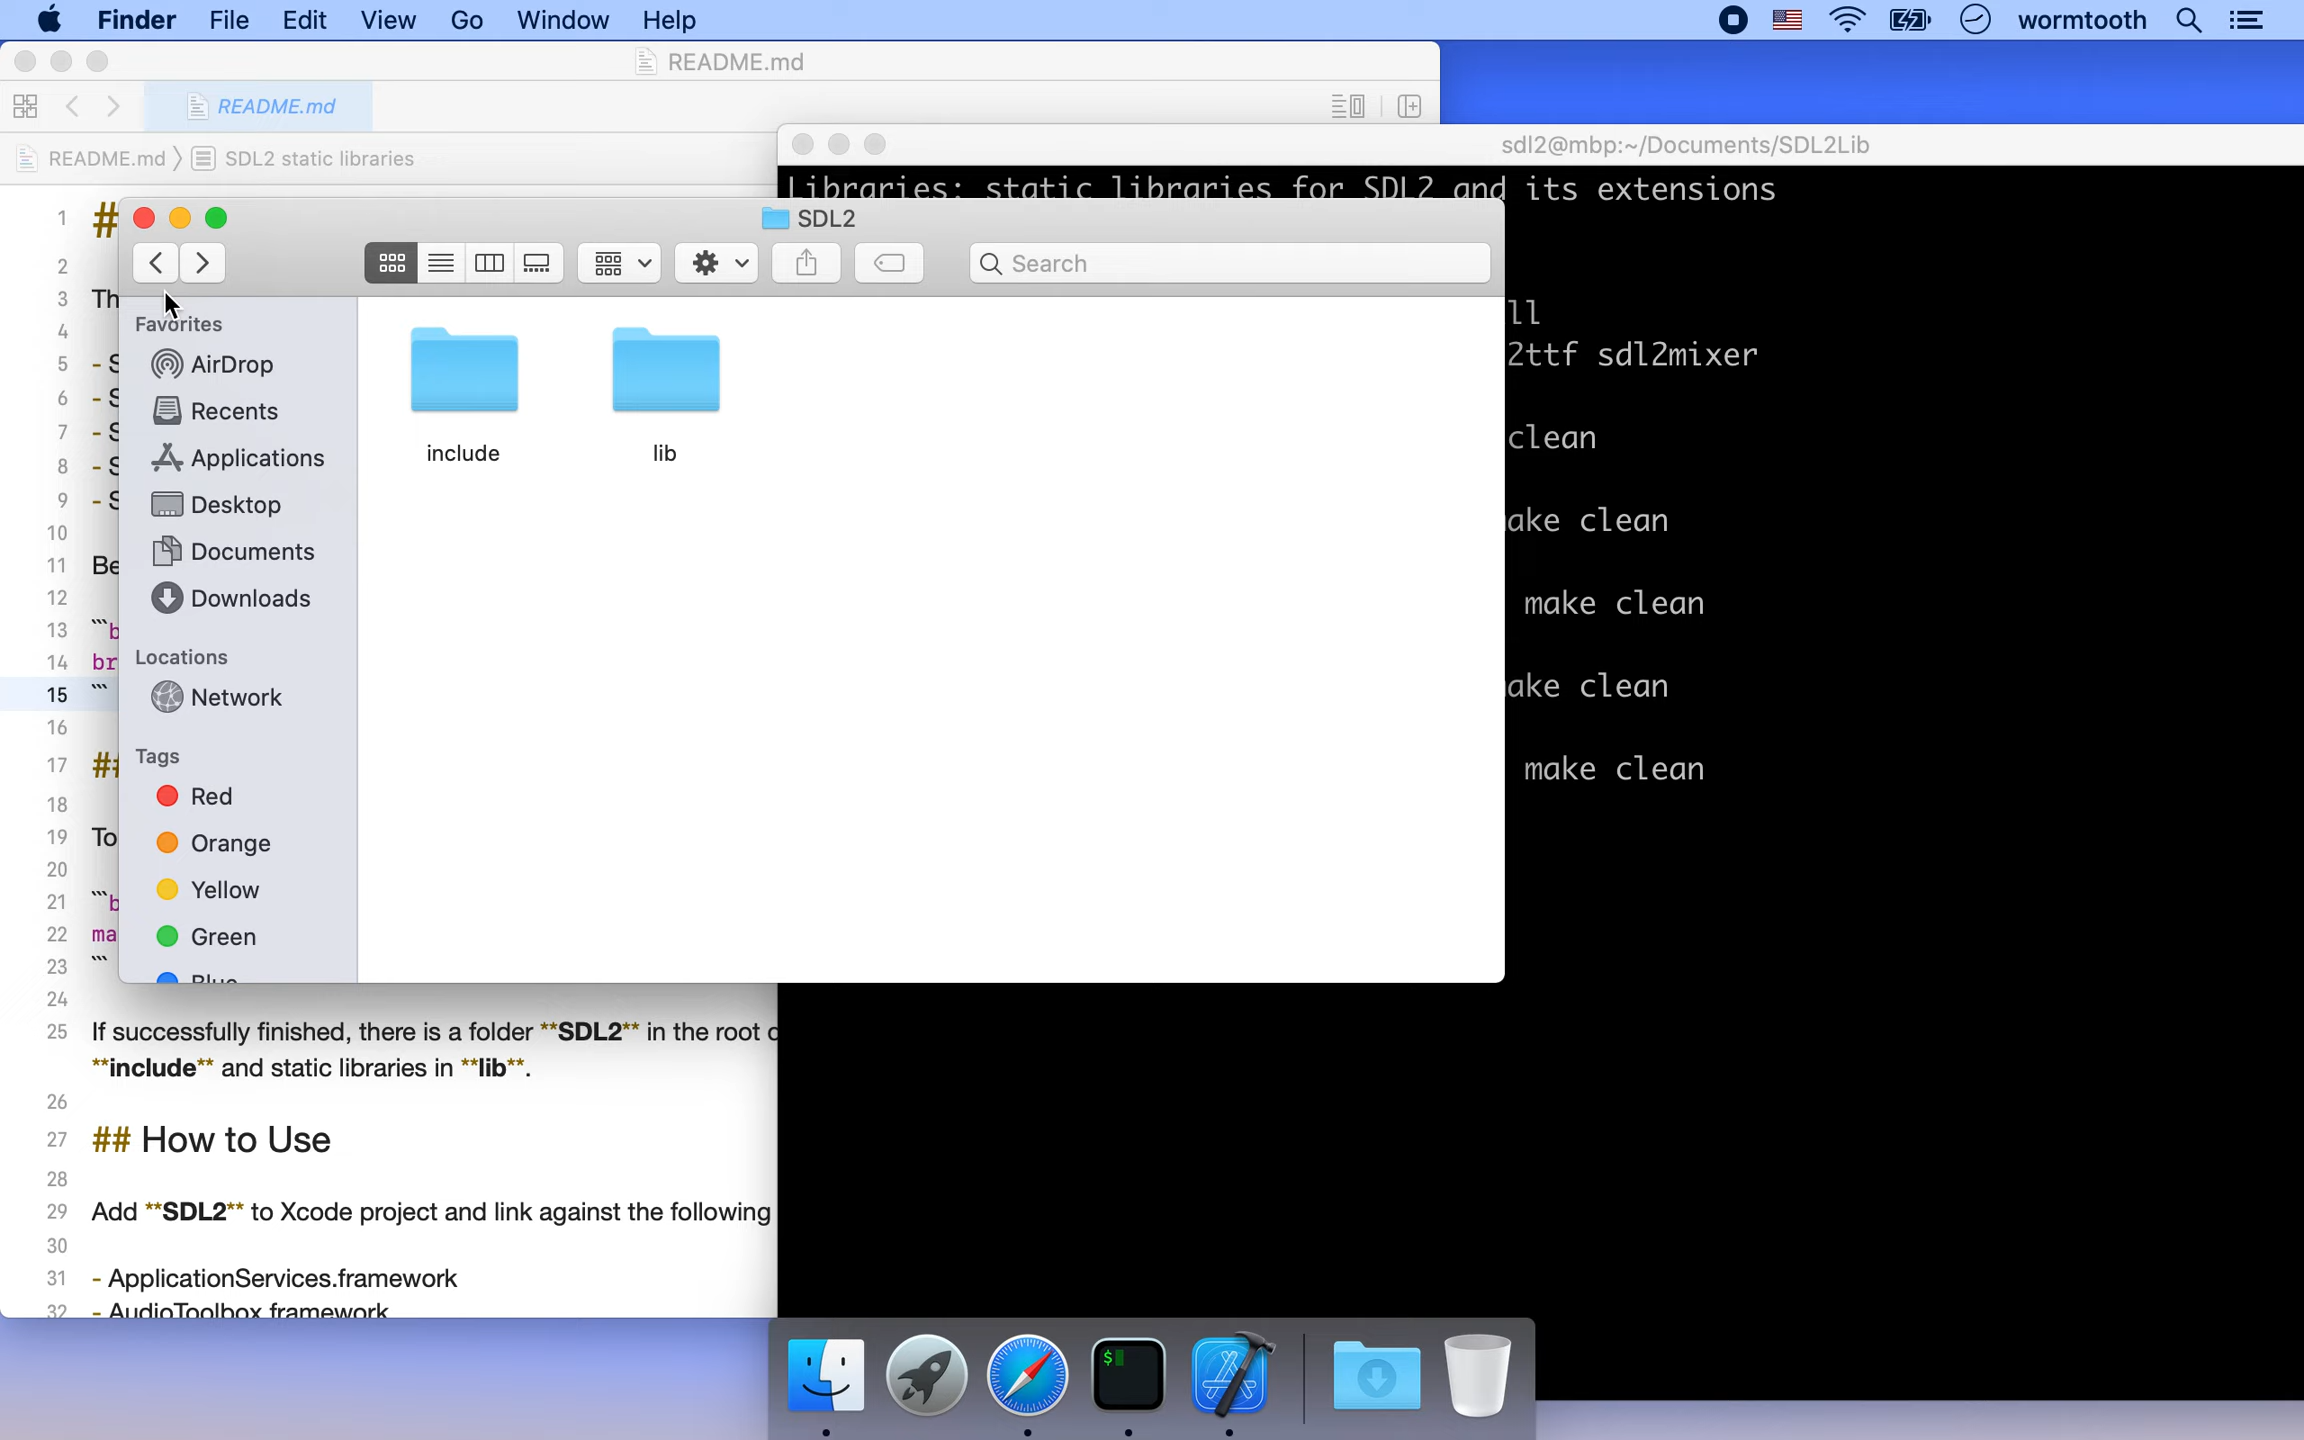 Finder File Edit View Go Window Help wormtooth
README.md
README.md
README.md SDL2 static libraries
sdl2@mbp:~/Documents/SDL2Lib
Libraries: static libraries for SDL2 and its extensions
ll
2ttf sdl2mixer
clean
ake clean
make clean
ake clean
make clean
SDL2
Search
Favorites
AirDrop
Recents
Applications
Desktop
Documents
Downloads
Locations
Network
Tags
Red
Orange
Yellow
Green
Blue
include
lib
1 #
2
3 Th
4
5 - S
6 - S
7 - S
8 - S
9 - S
10
11 Be
12
13 ```b
14 br
15 ```
16
17 ##
18
19 To
20
21 ```b
22 ma
23 ```
24
25 If successfully finished, there is a folder **SDL2** in the root
**include** and static libraries in **lib**.
26
27 ## How to Use
28
29 Add **SDL2** to Xcode project and link against the following
30
31 - ApplicationServices.framework
32 - AudioToolbox.framework
$